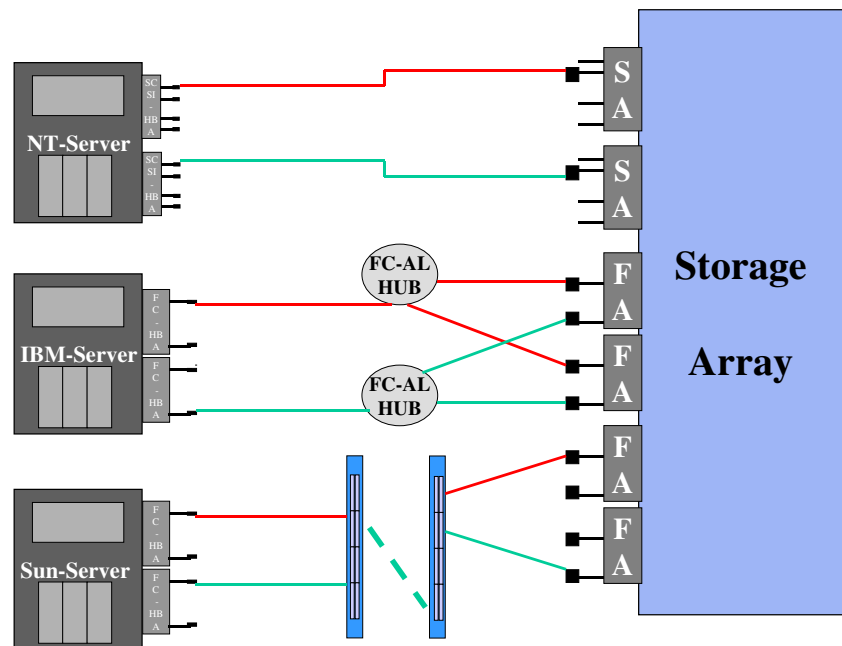 SC
SI
-
HB
A
NT-Server
SC
SI
-
HB
A
S
A
S
A
FC-AL
HUB
F
C
-
HB
A
IBM-Server
F
C
-
HB
A
FC-AL
HUB
F
A
F
A
Storage
Array
F
C
-
HB
A
Sun-Server
F
C
-
HB
A
F
A
F
A